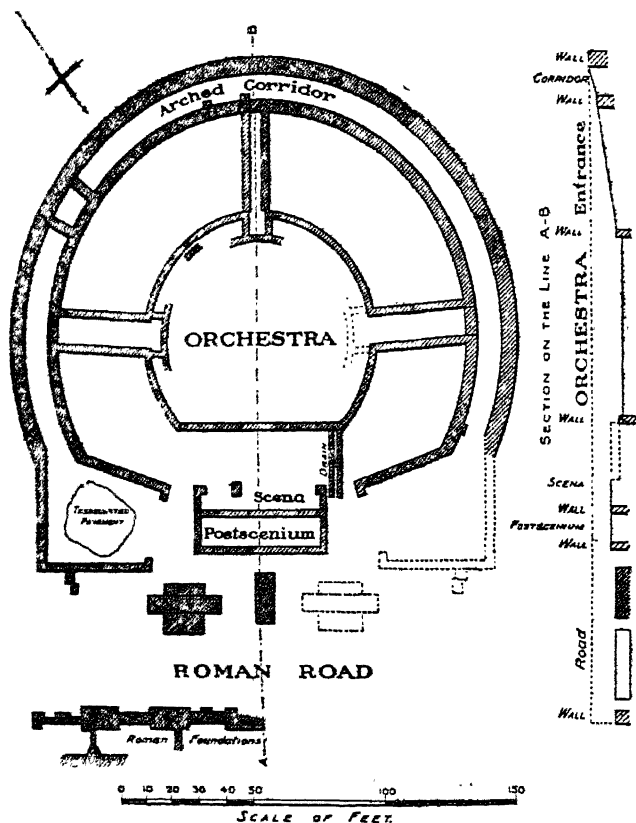 B
Arched Corridor
ORCHESTRA
DRAIN
Scena
TESSELLATED
PAVEMENT
Postscenium
ROMAN ROAD
Roman Foundations
A
0 10 20 30 40 50 100 150
SCALE OF FEET.
SECTION ON THE LINE A-B
WALL
CORRIDOR
WALL
Entrance
WALL
ORCHESTRA
WALL
SCENA
WALL
POSTSCENIUM
WALL
Road
WALL